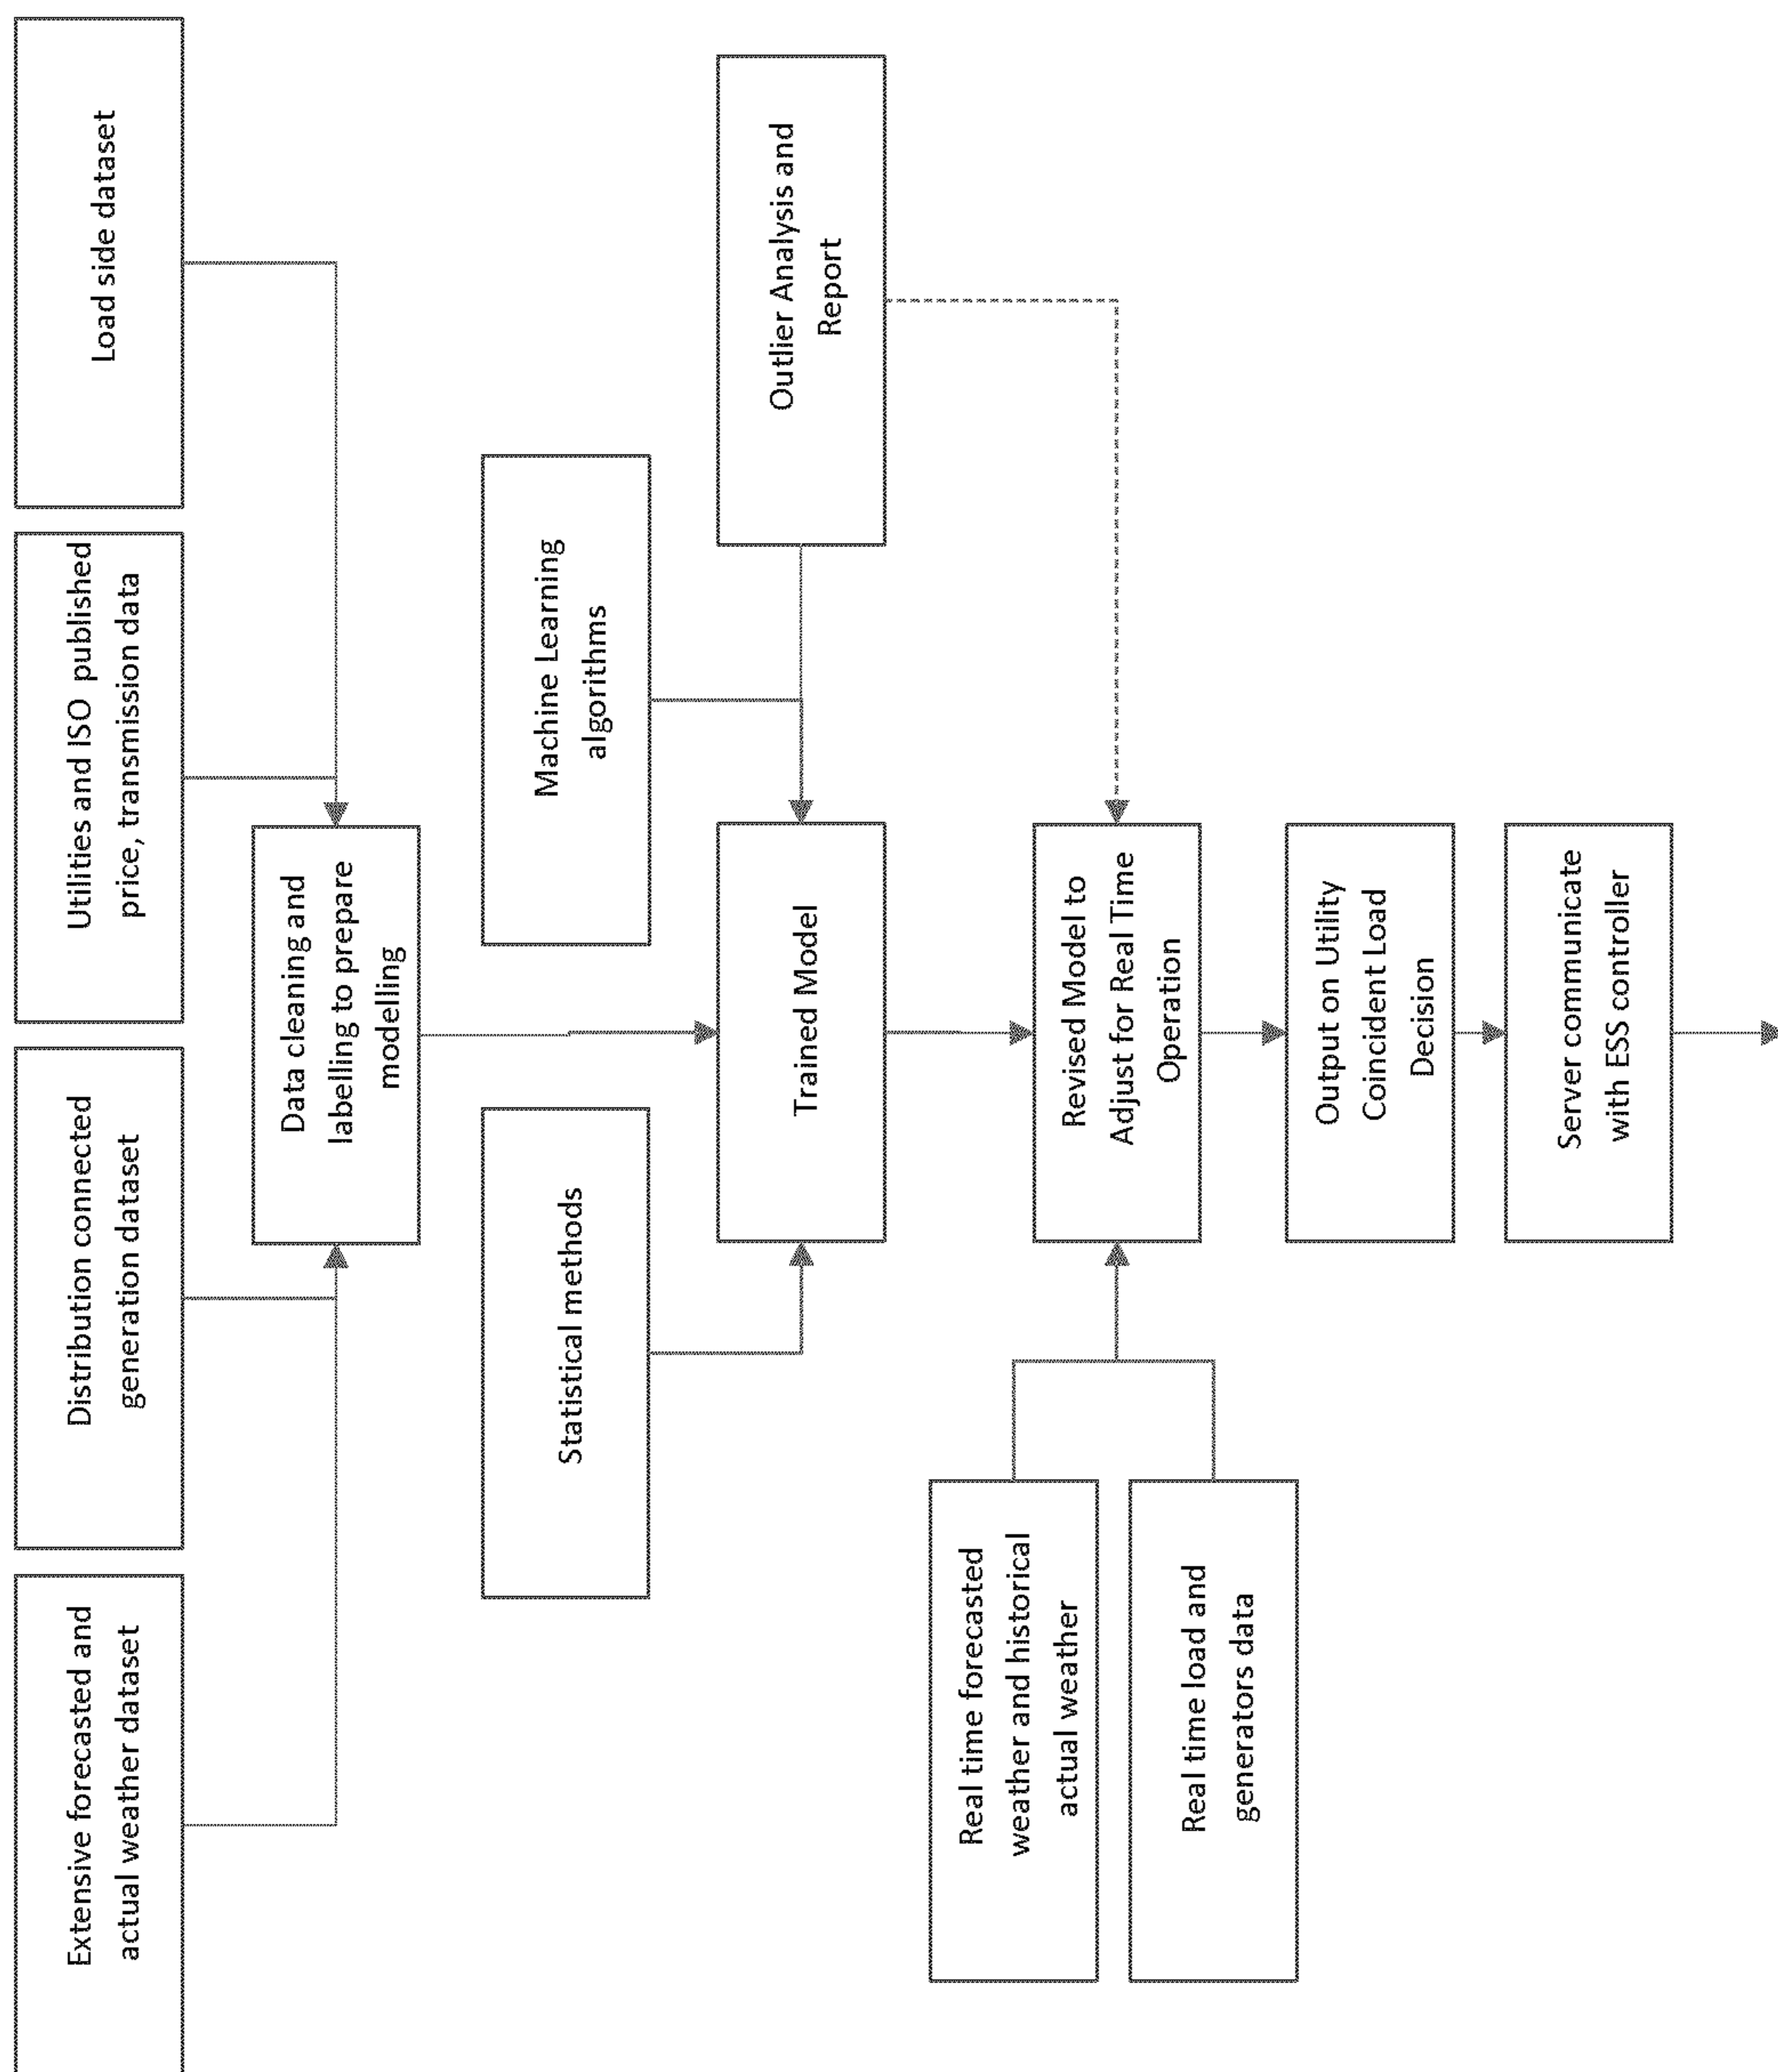 Extensive forecasted and
actual weather dataset
Distribution connected
generation dataset
Utilities and ISO published
price, transmission data
Load side dataset
Data cleaning and
labelling to prepare
modelling
Statistical methods
Machine Learning
algorithms
Trained Model
Outlier Analysis and
Report
Real time forecasted
weather and historical
actual weather
Real time load and
generators data
Revised Model to
Adjust for Real Time
Operation
Output on Utility
Coincident Load
Decision
Server communicate
with ESS controller